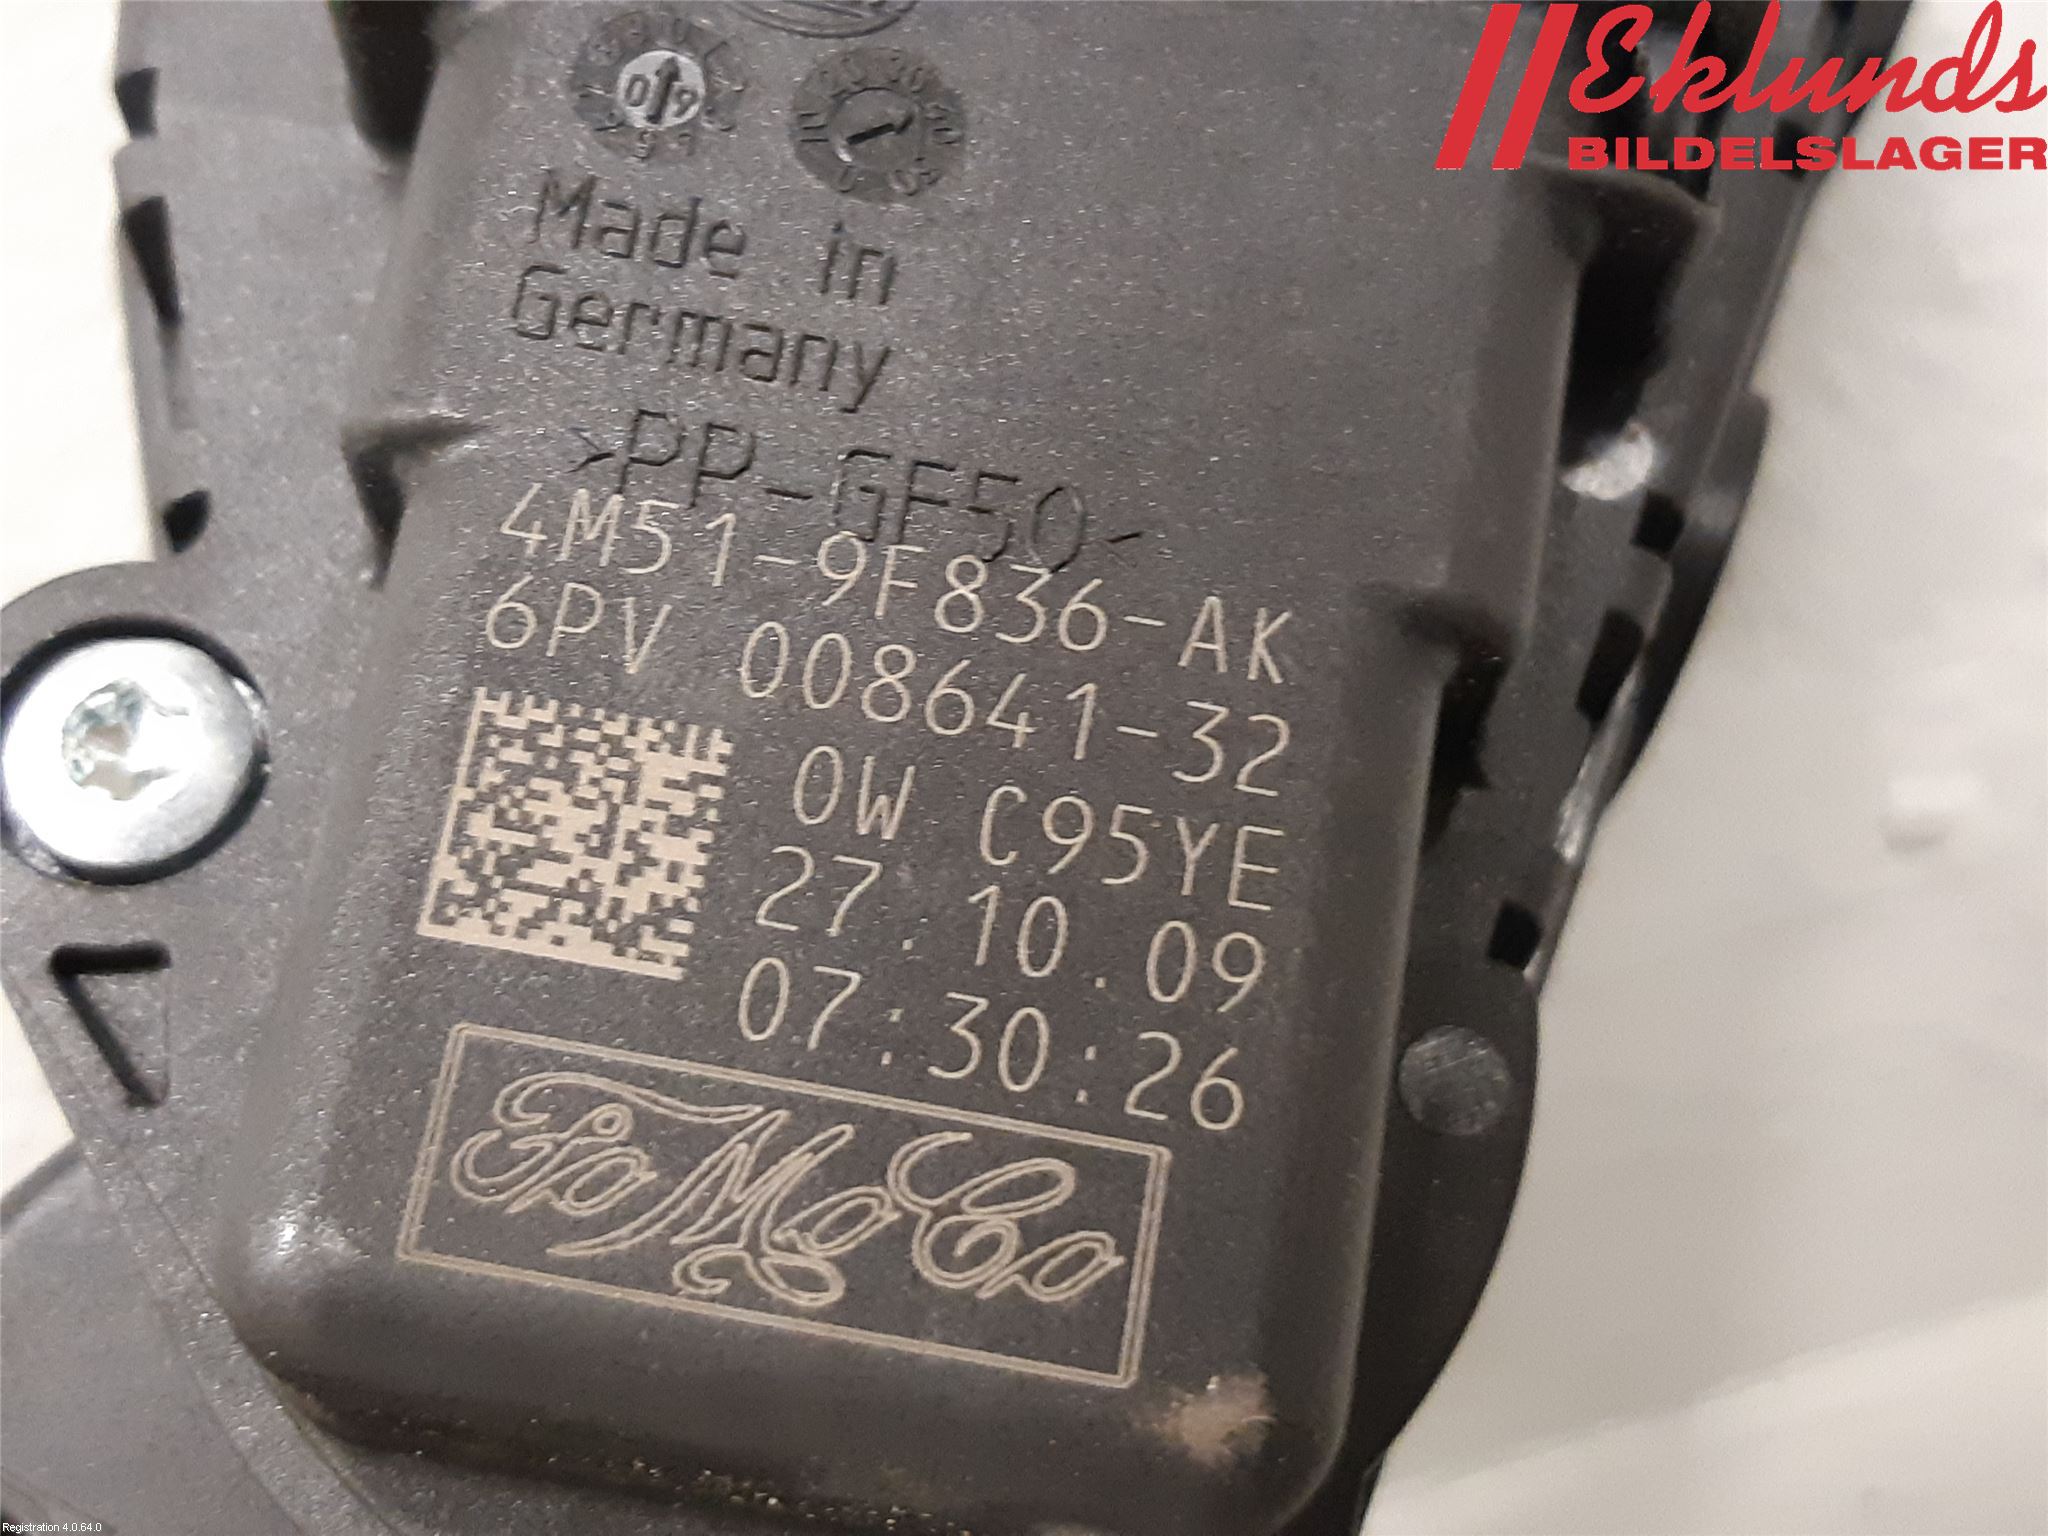 Eklunds
BILDELSLAGER
09
Made in
Germany
>PP-GF50<
4M51-9F836-AK
6PV 008641-32
0W C95YE
27.10.09
07:30:26
FoMoCo
Registration 4.0.64.0